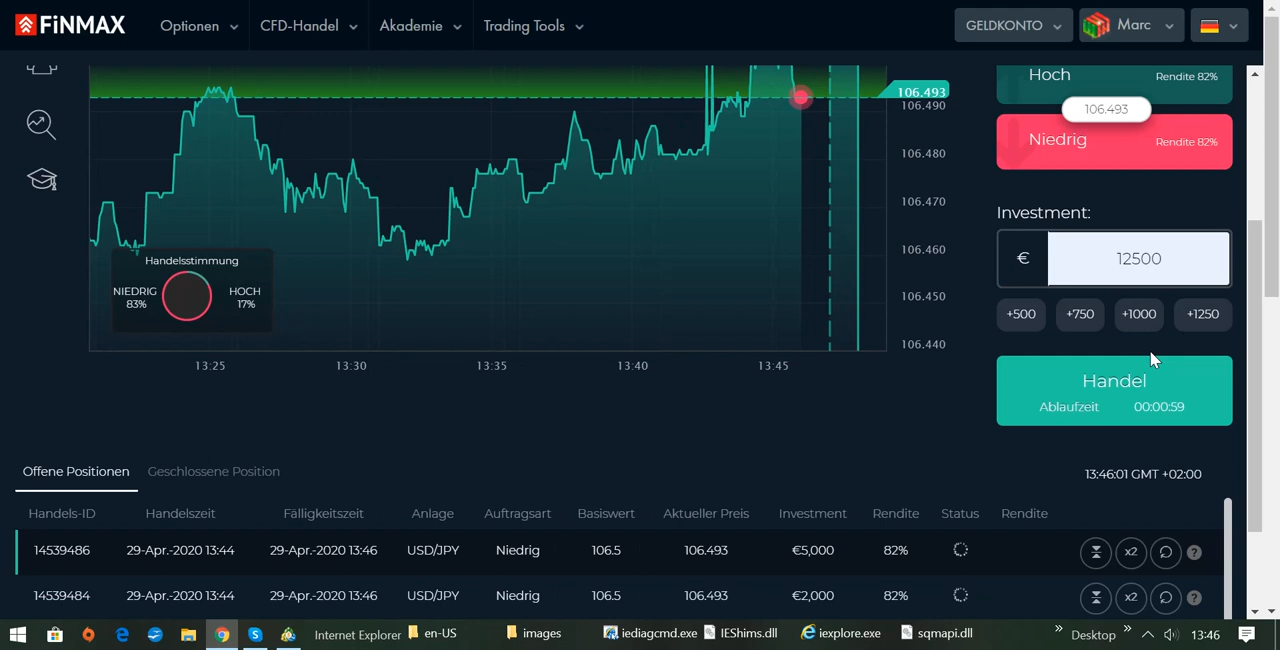 FiNMAX Optionen CFD-Handel Akademie Trading Tools GELDKONTO Marc
106.493
106.490
106.480
106.470
106.460
106.450
106.440
Handelsstimmung
NIEDRIG HOCH
83% 17%
13:25 13:30 13:35 13:40 13:45
Hoch Rendite 82%
106.493
Niedrig Rendite 82%
Investment:
€ 12500
+500 +750 +1000 +1250
Handel
Ablaufzeit 00:00:59
Offene Positionen Geschlossene Position 13:46:01 GMT +02:00
Handels-ID Handelszeit Fälligkeitszeit Anlage Auftragsart Basiswert Aktueller Preis Investment Rendite Status Rendite
14539486 29-Apr.-2020 13:44 29-Apr.-2020 13:46 USD/JPY Niedrig 106.5 106.493 €5,000 82% x2 ?
14539484 29-Apr.-2020 13:44 29-Apr.-2020 13:46 USD/JPY Niedrig 106.5 106.493 €2,000 82% x2 ?
Internet Explorer en-US images iediagcmd.exe IEShims.dll iexplore.exe sqmapi.dll » Desktop » 13:46